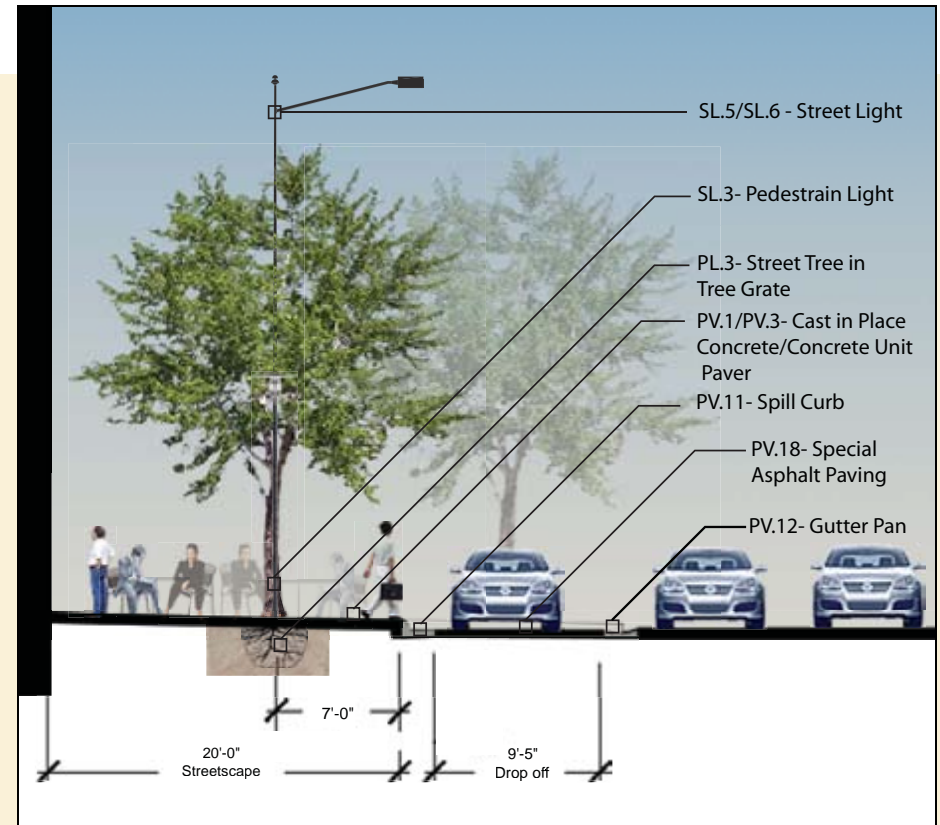 SL.5/SL.6 - Street Light
SL.3- Pedestrain Light
PL.3- Street Tree in
Tree Grate
PV.1/PV.3- Cast in Place
Concrete/Concrete Unit
Paver
PV.11- Spill Curb
PV.18- Special
Asphalt Paving
PV.12- Gutter Pan
7'-0"
20'-0"
Streetscape
9'-5"
Drop off